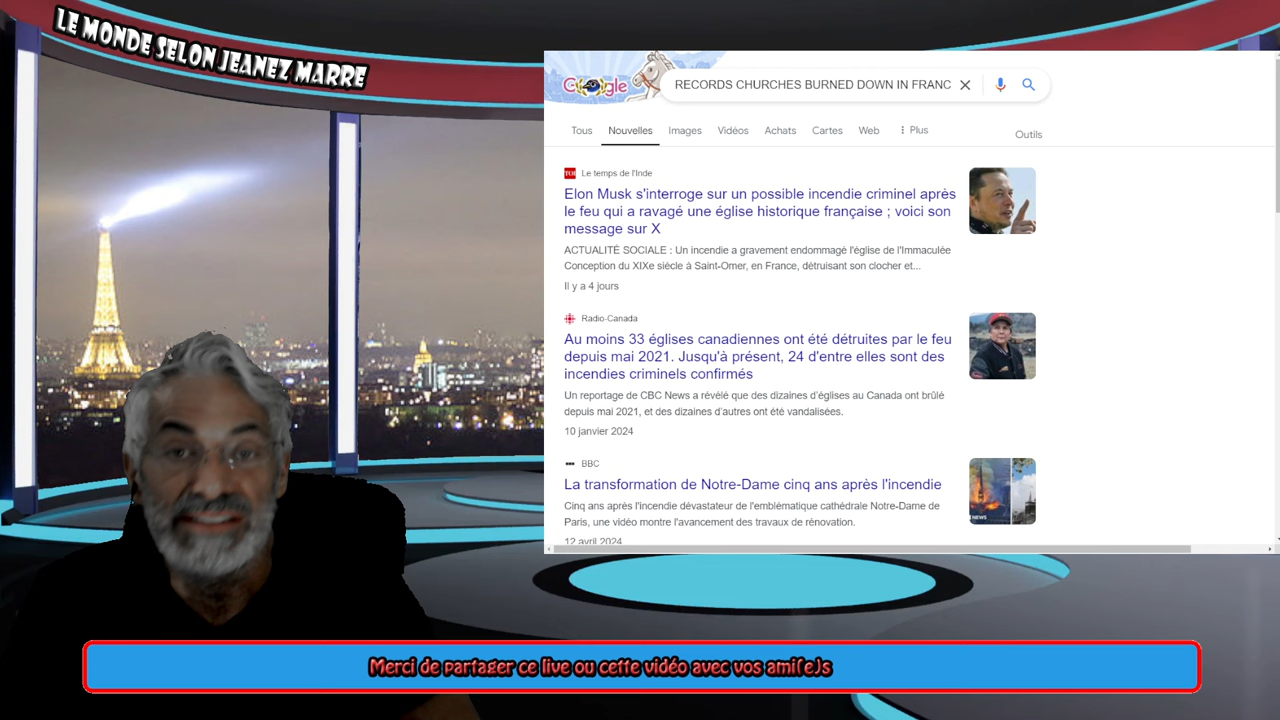 LE MONDE SELON JEANEZ MARRE
Google
RECORDS CHURCHES BURNED DOWN IN FRANC
Tous Nouvelles Images Vidéos Achats Cartes Web Plus Outils
TOI Le temps de l'Inde
Elon Musk s'interroge sur un possible incendie criminel après
le feu qui a ravagé une église historique française ; voici son
message sur X
ACTUALITÉ SOCIALE : Un incendie a gravement endommagé l'église de l'Immaculée
Conception du XIXe siècle à Saint-Omer, en France, détruisant son clocher et...
Il y a 4 jours
Radio-Canada
Au moins 33 églises canadiennes ont été détruites par le feu
depuis mai 2021. Jusqu'à présent, 24 d'entre elles sont des
incendies criminels confirmés
Un reportage de CBC News a révélé que des dizaines d'églises au Canada ont brûlé
depuis mai 2021, et des dizaines d'autres ont été vandalisées.
10 janvier 2024
BBC
La transformation de Notre-Dame cinq ans après l'incendie
Cinq ans après l'incendie dévastateur de l'emblématique cathédrale Notre-Dame de
Paris, une vidéo montre l'avancement des travaux de rénovation.
NEWS
12 avril 2024
Merci de partager ce live ou cette vidéo avec vos ami(e)s